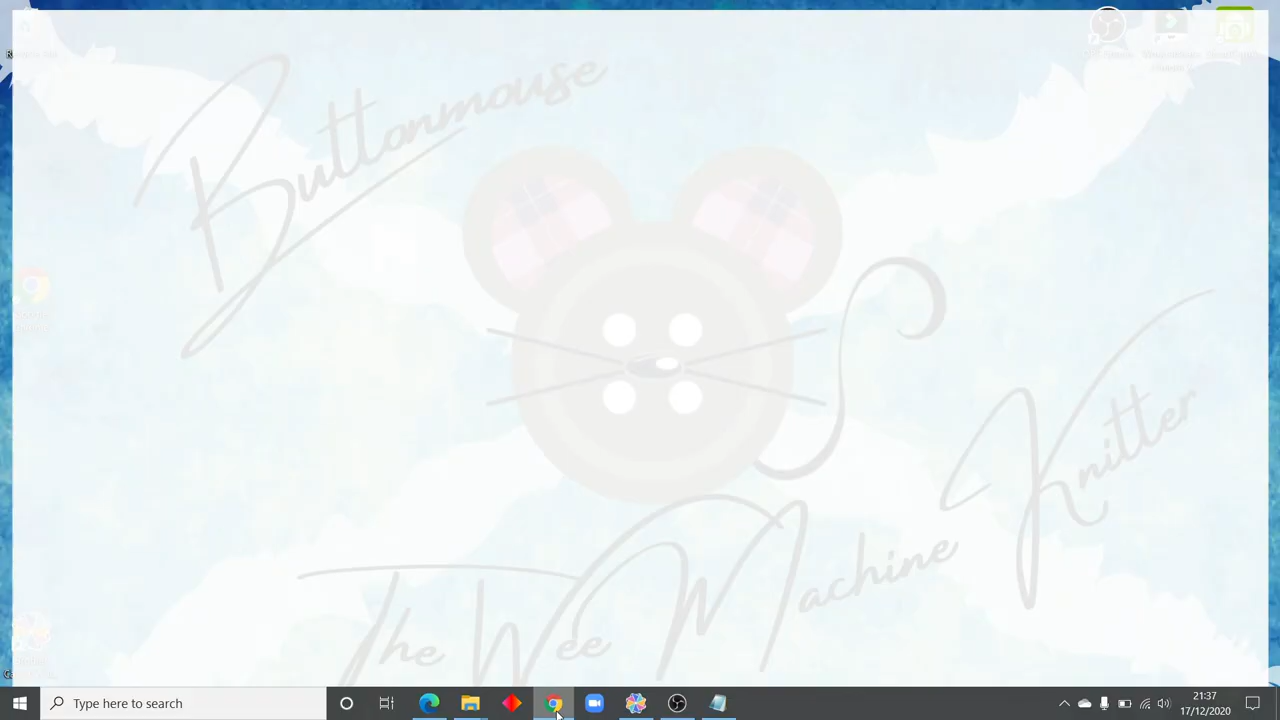 Buttonmouse
The Wee Machine Knitter
Type here to search
21:37
17/12/2020